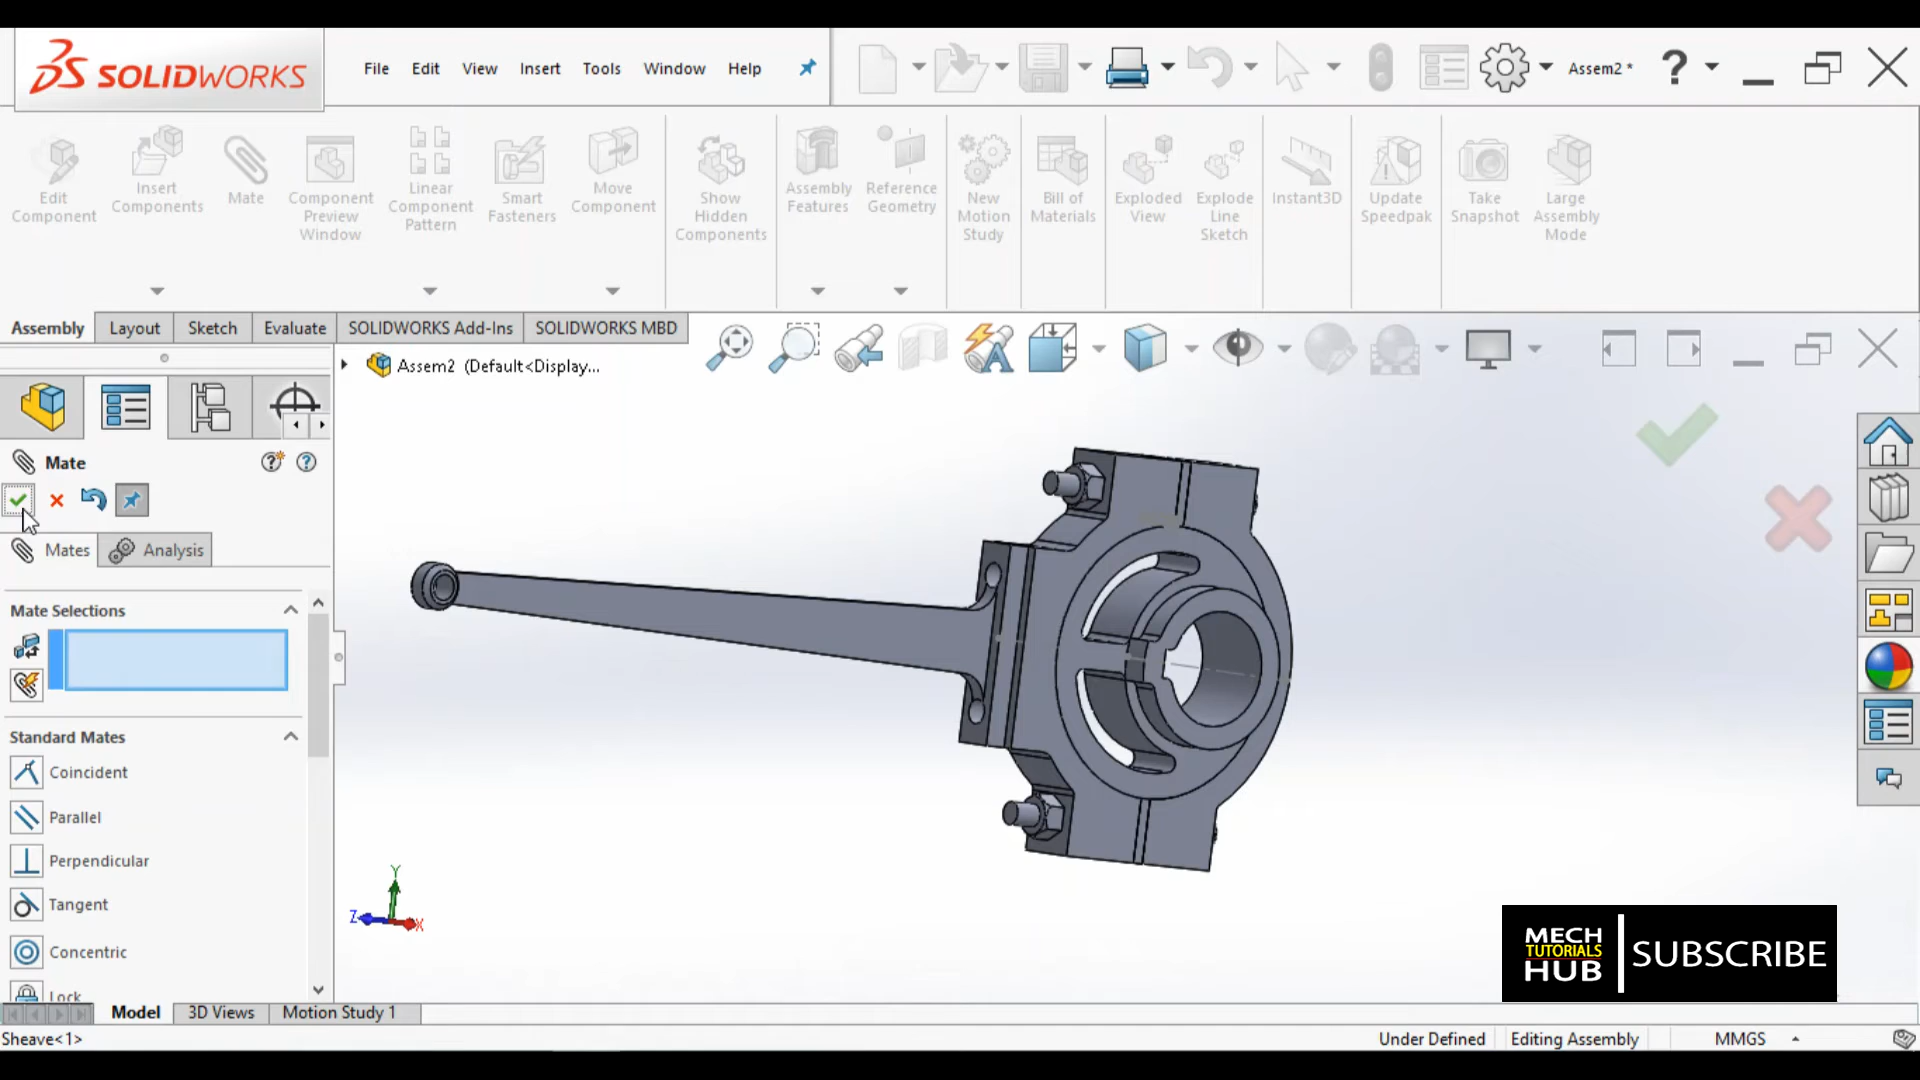 SOLIDWORKS
File Edit View Insert Tools Window Help
Assem2 *
?
Edit Component
Insert Components
Mate
Component Preview Window
Linear Component Pattern
Smart Fasteners
Move Component
Show Hidden Components
Assembly Features
Reference Geometry
New Motion Study
Bill of Materials
Exploded View
Explode Line Sketch
Instant3D
Update Speedpak
Take Snapshot
Large Assembly Mode
Assembly Layout Sketch Evaluate SOLIDWORKS Add-Ins SOLIDWORKS MBD
Assem2 (Default<Display...
Mate
Mates Analysis
Mate Selections
Standard Mates
Coincident
Parallel
Perpendicular
Tangent
Concentric
Lock
Y
Z
X
MECH
TUTORIALS
HUB
SUBSCRIBE
Model 3D Views Motion Study 1
Sheave<1>
Under Defined Editing Assembly MMGS